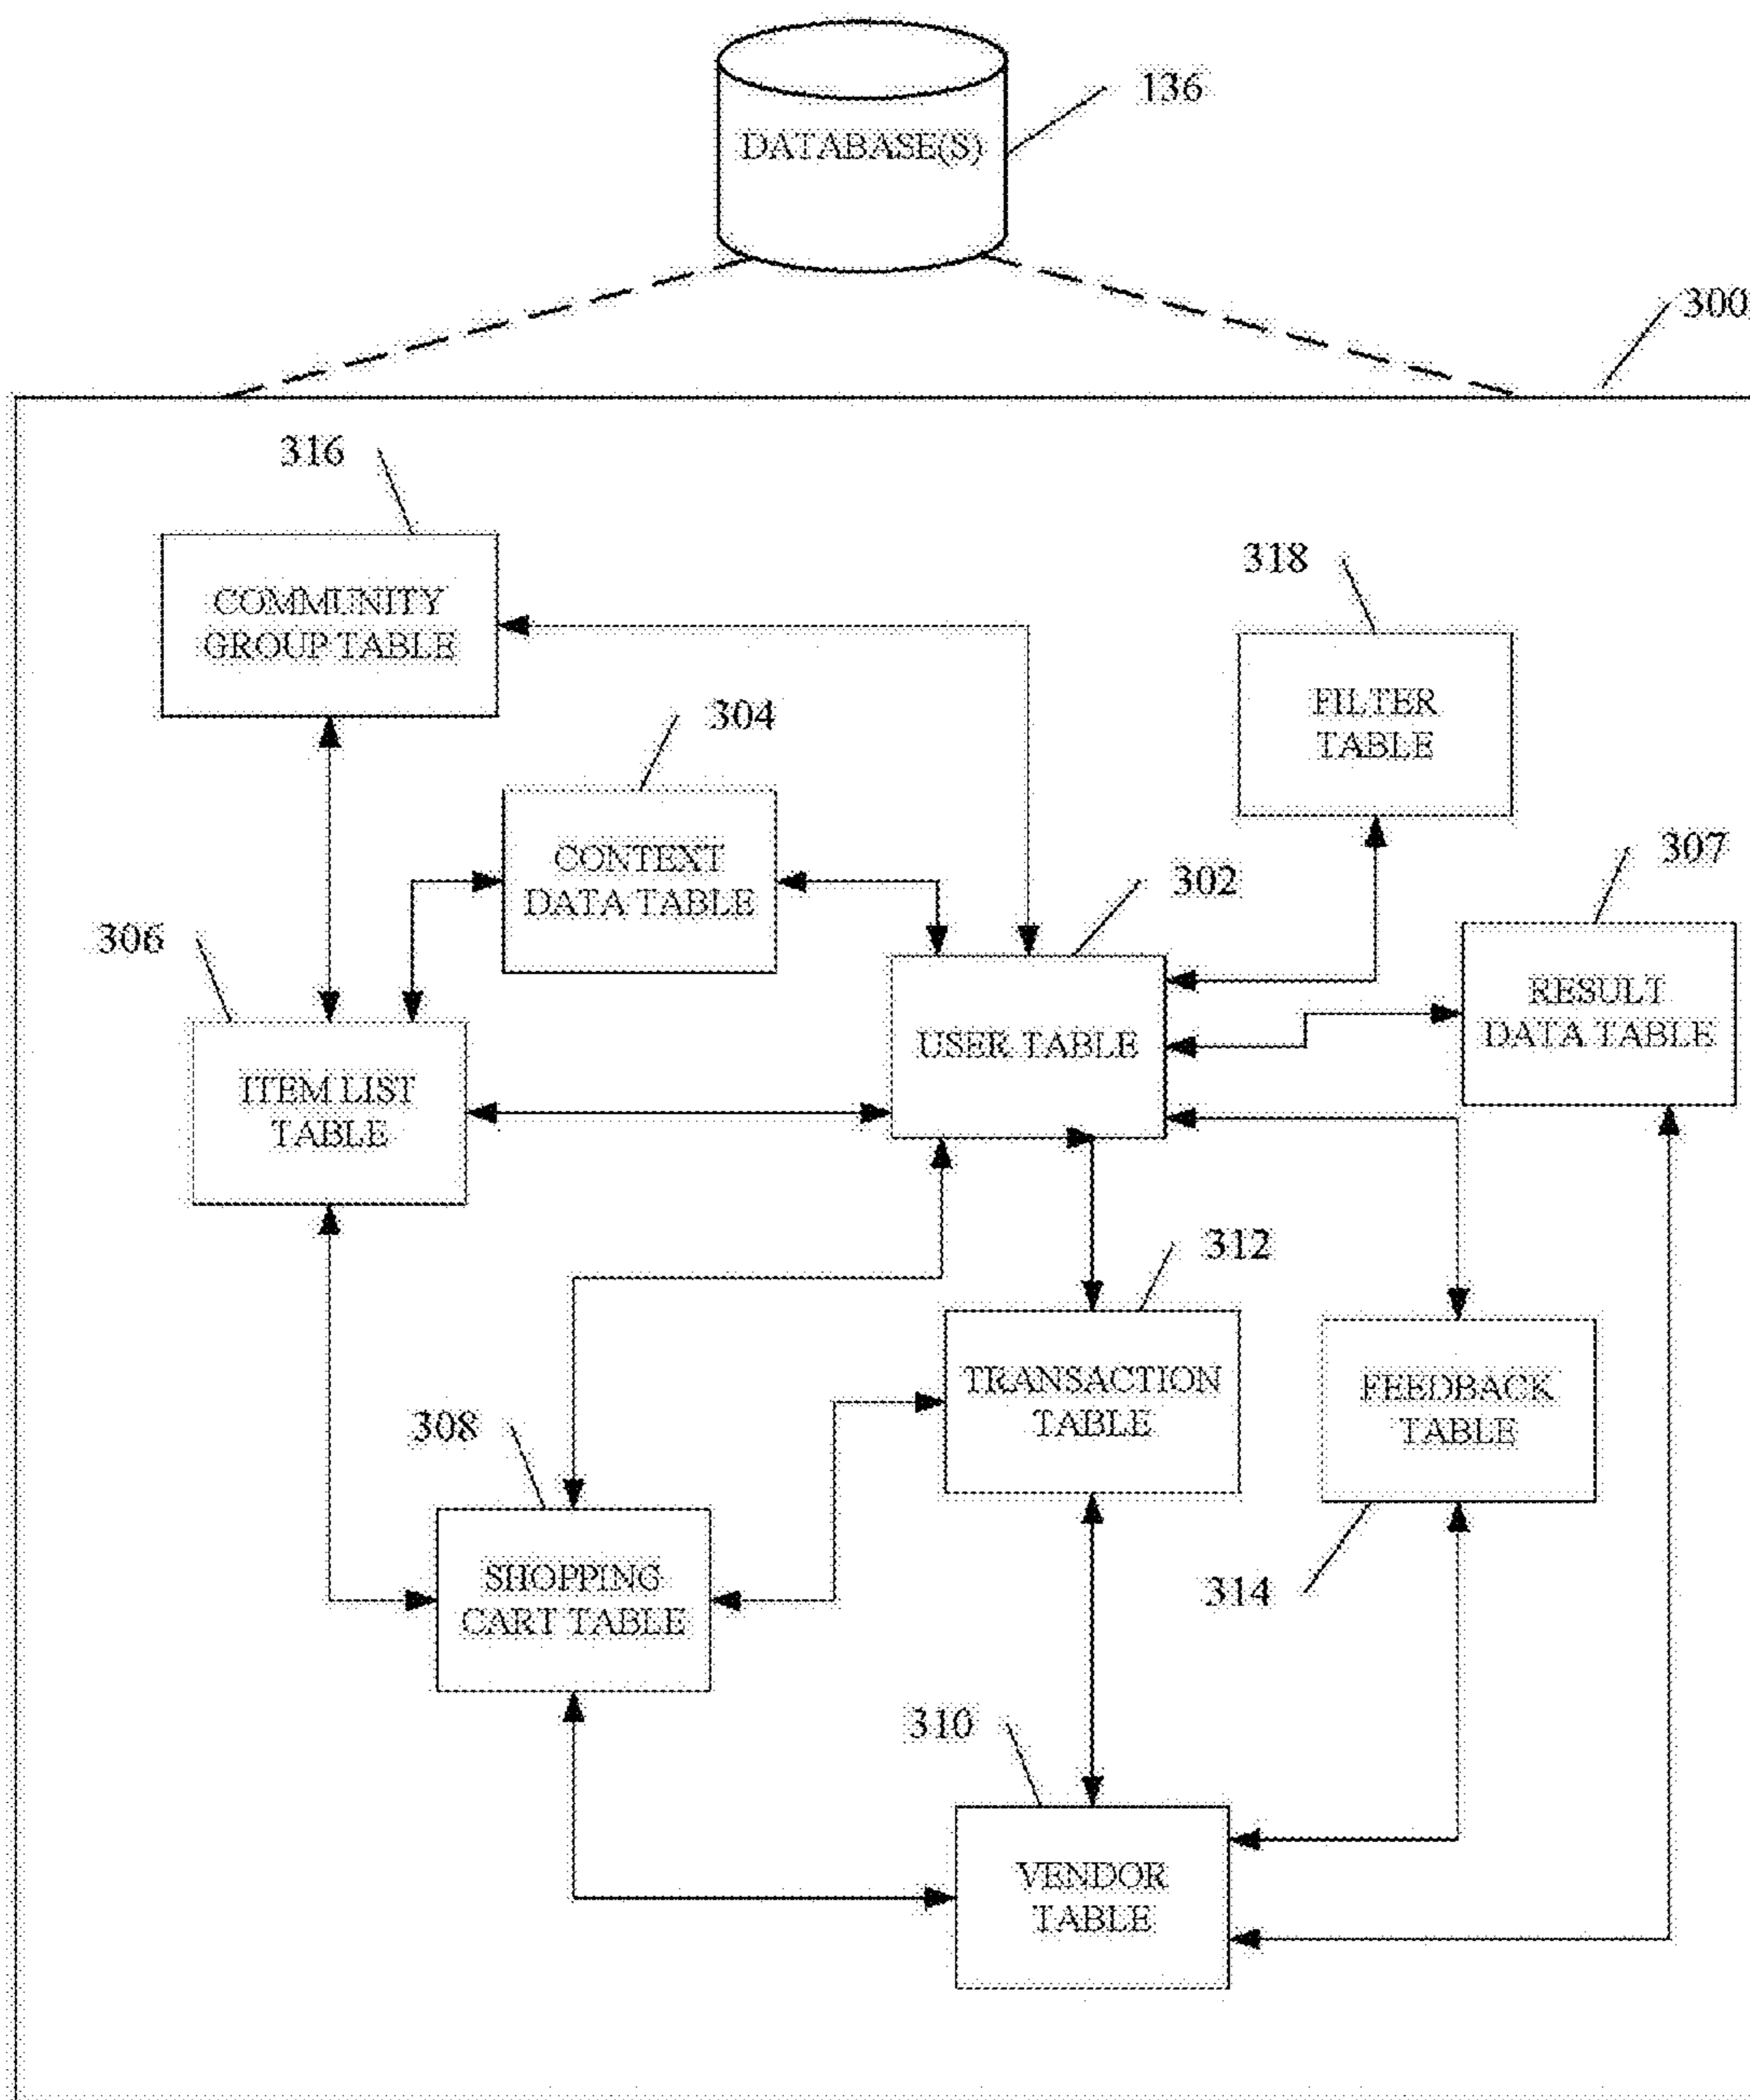 136
DATABASE(S)
300
316
COMMUNITY
GROUP TABLE
318
FILTER
TABLE
304
CONTEXT
DATA TABLE
302
307
306
USER TABLE
RESULT
DATA TABLE
ITEM LIST
TABLE
312
TRANSACTION
TABLE
FEEDBACK
TABLE
308
314
SHOPPING
CART TABLE
310
VENDOR
TABLE